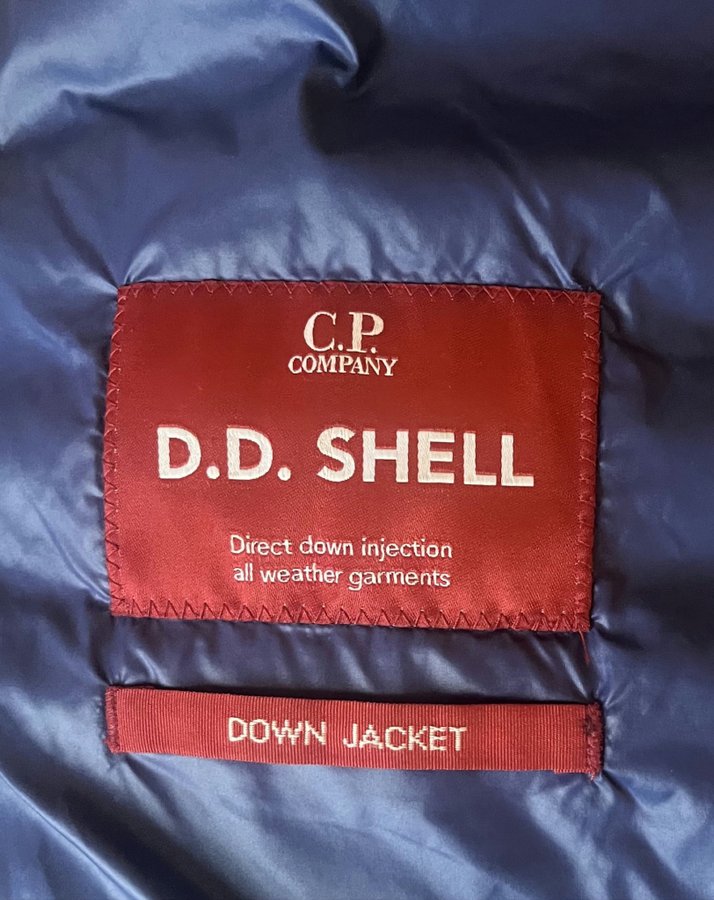 C.P.
COMPANY
D.D. SHELL
Direct down injection
all weather garments
DOWN JACKET